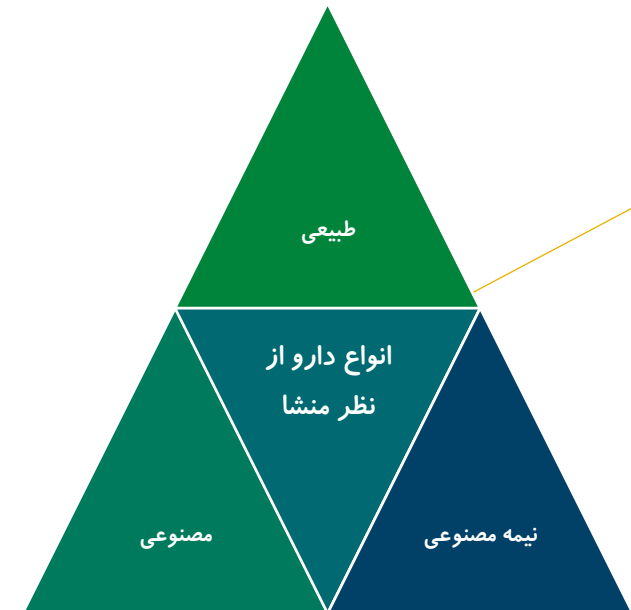 طبیعی
انواع دارو از
نظر منشا
مصنوعی
نیمه مصنوعی